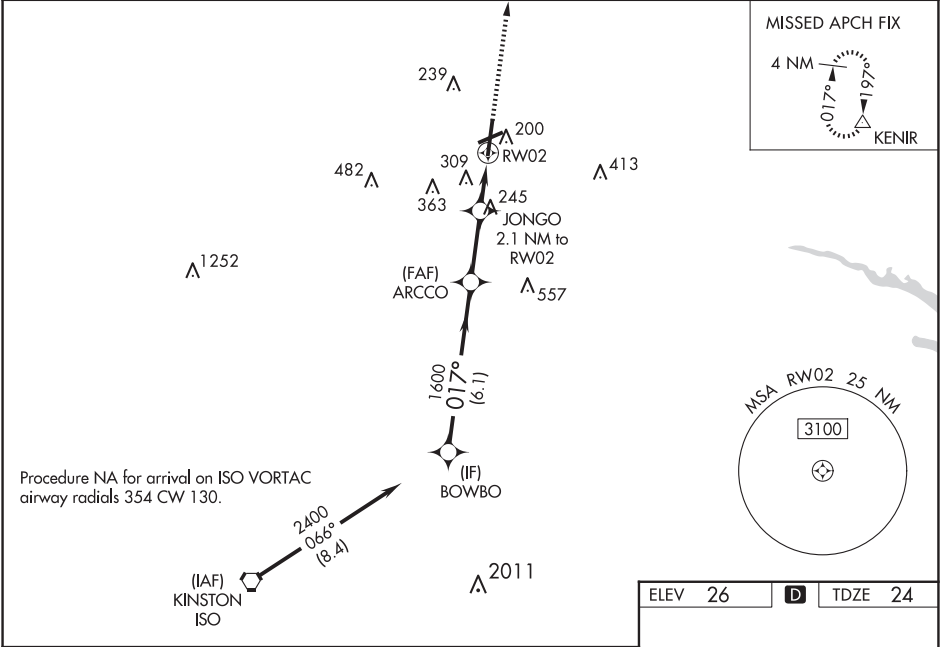 MISSED APCH FIX
4 NM
017°
197°
KENIR
239
200
RW02
309
482
363
413
245
JONGO
2.1 NM to
RW02
1252
(FAF)
ARCCO
557
1600
017°
(6.1)
MSA RW02 25 NM
3100
(IF)
BOWBO
Procedure NA for arrival on ISO VORTAC
airway radials 354 CW 130.
2400
066°
(8.4)
(IAF)
KINSTON
ISO
2011
ELEV 26 D TDZE 24